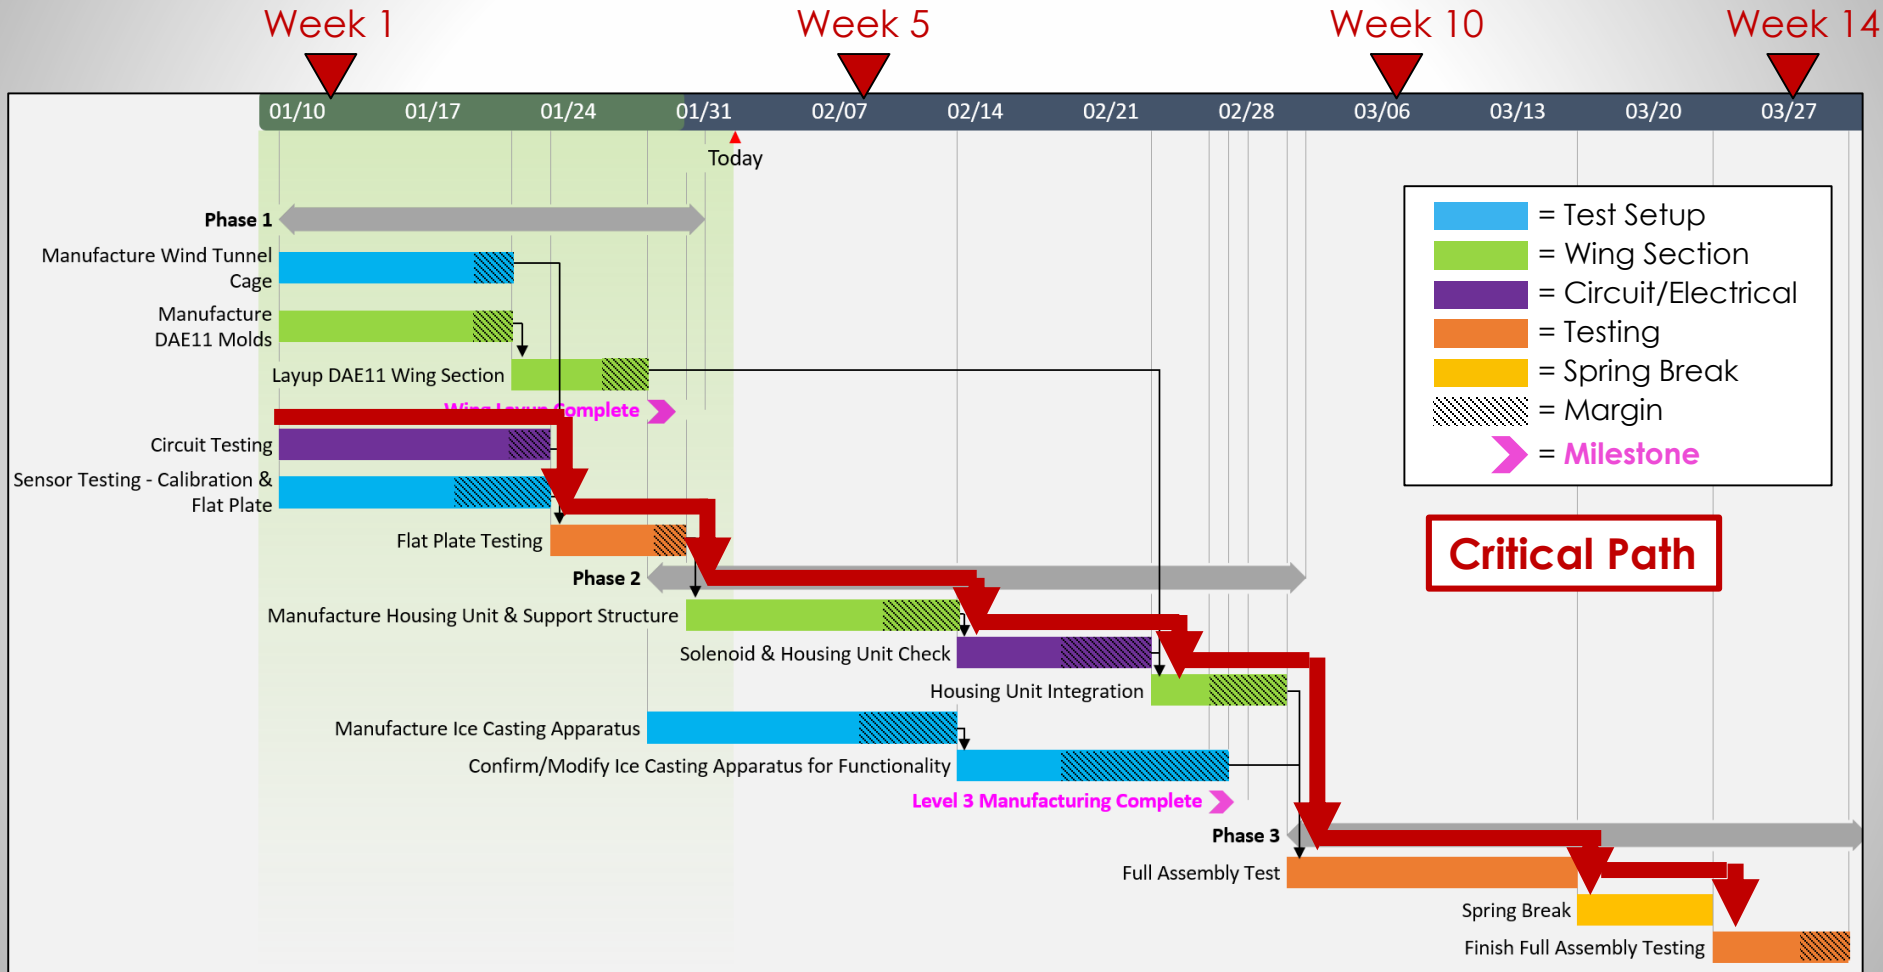 Week 1
Week 5
Week 10
Week 14
01/10 01/17 01/24 01/31 02/07 02/14 02/21 02/28 03/06 03/13 03/20 03/27
Today
Phase 1
Manufacture Wind Tunnel
Cage
Manufacture
DAE11 Molds
Layup DAE11 Wing Section
Wing Layup Complete
Circuit Testing
Sensor Testing - Calibration &
Flat Plate
Flat Plate Testing
Phase 2
Manufacture Housing Unit & Support Structure
Solenoid & Housing Unit Check
Housing Unit Integration
Manufacture Ice Casting Apparatus
Confirm/Modify Ice Casting Apparatus for Functionality
Level 3 Manufacturing Complete
Phase 3
Full Assembly Test
Spring Break
Finish Full Assembly Testing
= Test Setup
= Wing Section
= Circuit/Electrical
= Testing
= Spring Break
= Margin
= Milestone
Critical Path